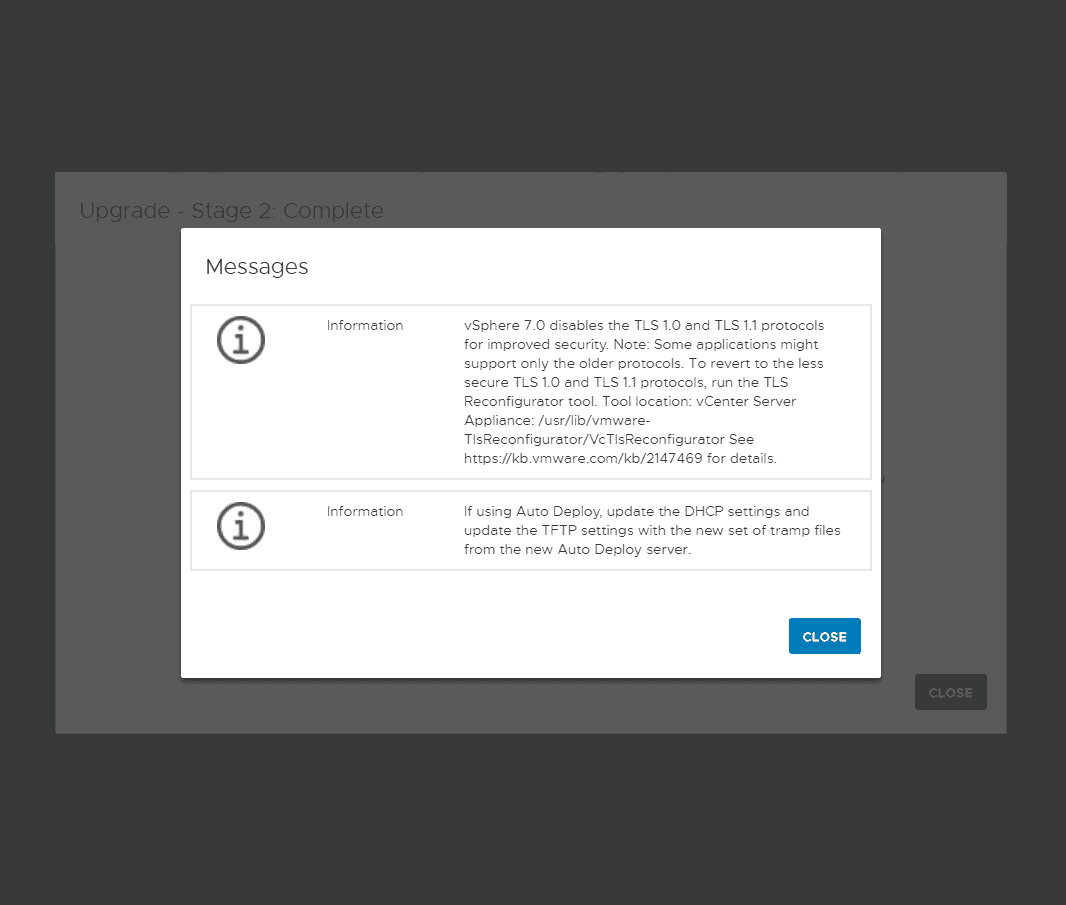 Upgrade - Stage 2: Complete
Messages
Information
vSphere 7.0 disables the TLS 1.0 and TLS 1.1 protocols
for improved security. Note: Some applications might
support only the older protocols. To revert to the less
secure TLS 1.0 and TLS 1.1 protocols, run the TLS
Reconfigurator tool. Tool location: vCenter Server
Appliance: /usr/lib/vmware-
TlsReconfigurator/VcTlsReconfigurator See
https://kb.vmware.com/kb/2147469 for details.
Information
If using Auto Deploy, update the DHCP settings and
update the TFTP settings with the new set of tramp files
from the new Auto Deploy server.
CLOSE
CLOSE